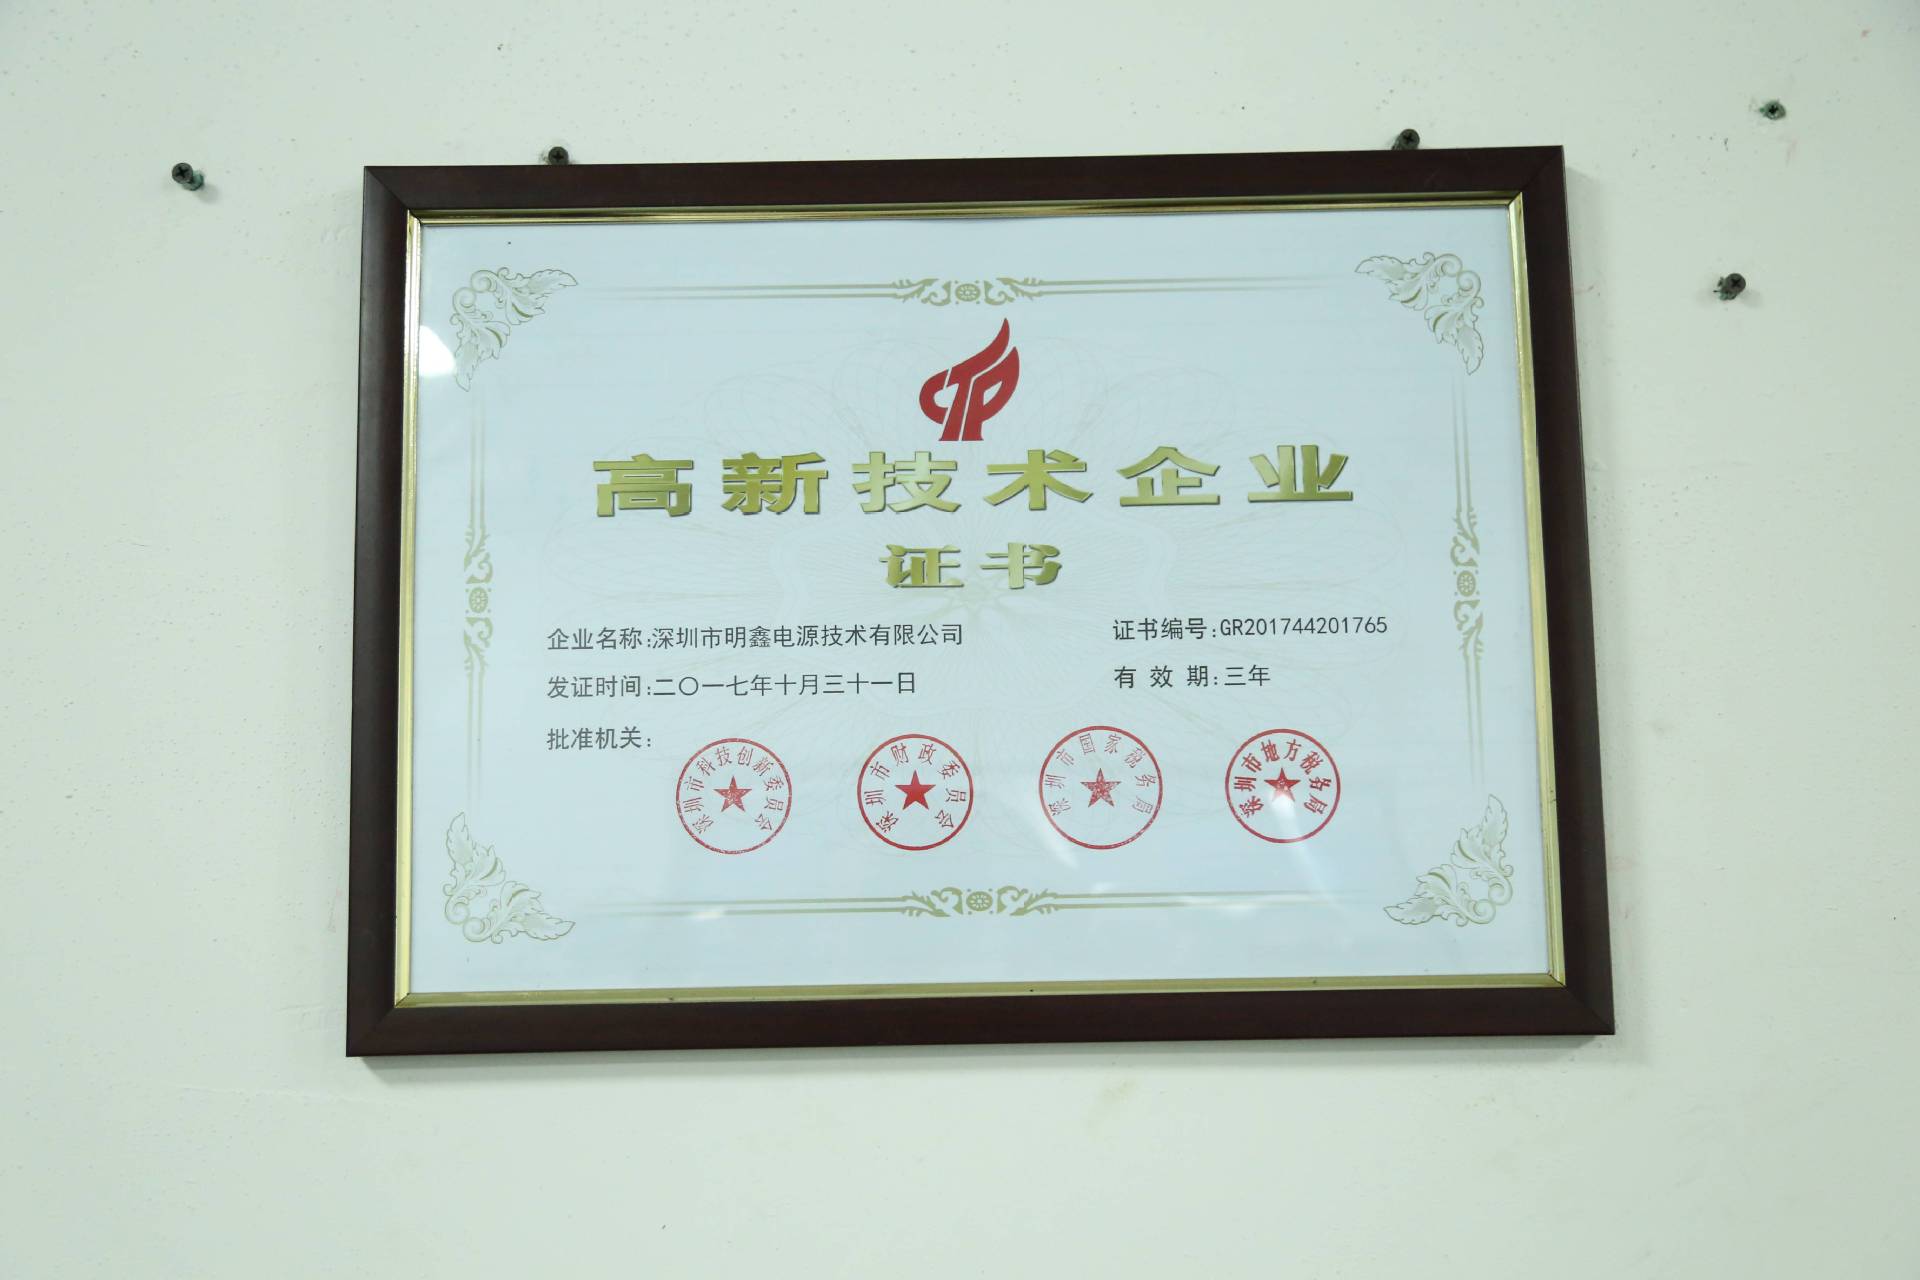 CTP
高新技术企业
证书
企业名称:深圳市明鑫电源技术有限公司
证书编号:GR201744201765
发证时间:二〇一七年十月三十一日
有效期:三年
批准机关:
深圳市科技创新委员会
深圳市财政委员会
深圳市国家税务局
深圳市地方税务局